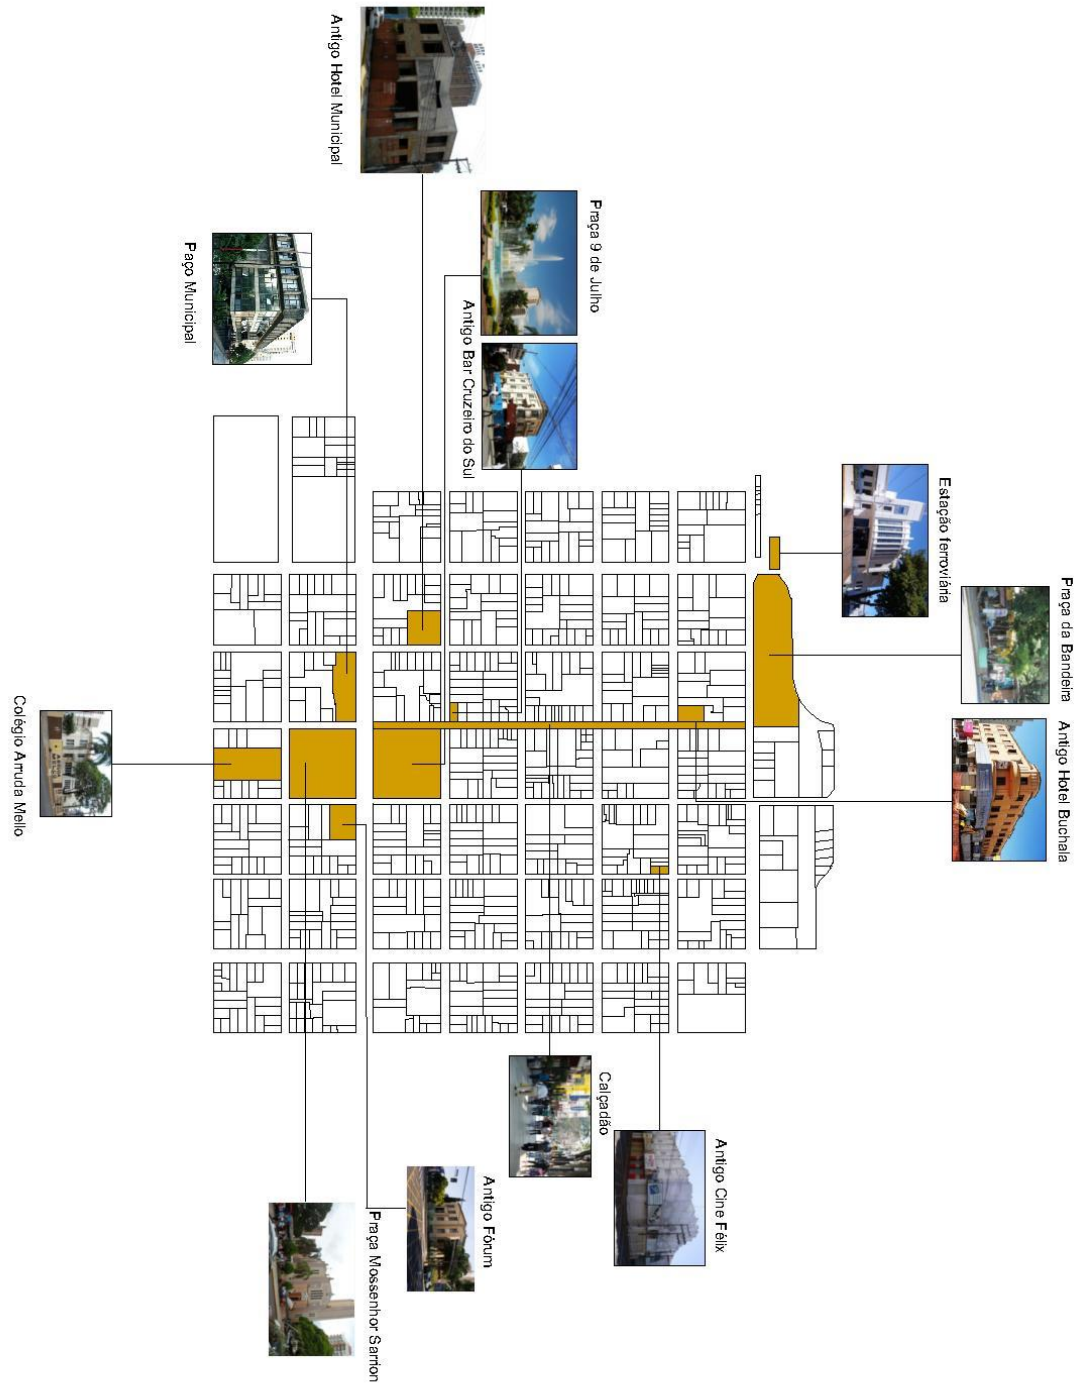 Praça da Bandeira
Antigo Hotel Buchala
Estação ferroviária
Antigo Cine Félix
Praça 9 de Julho
Calçadão
Antigo Bar Cruzeiro do Sul
Antigo Fórum
Praça Mossenhor Sarrion
Antigo Hotel Municipal
Paço Municipal
Colégio Arruda Mello